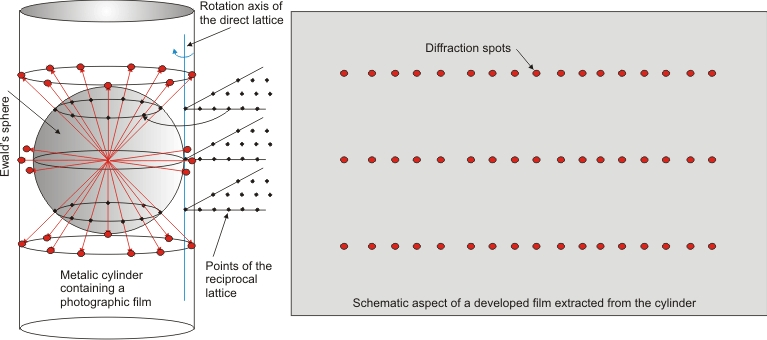 Rotation axis of
the direct lattice
Ewald's sphere
Metalic cylinder
containing a
photographic film
Points of the
reciprocal
lattice
Diffraction spots
Schematic aspect of a developed film extracted from the cylinder